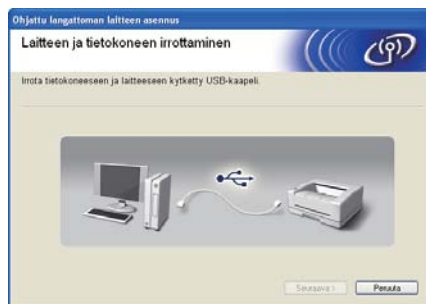 Ohjattu langattoman laitteen asennus
Laitteen ja tietokoneen irrottaminen
Irrota tietokoneeseen ja laitteeseen kytketty USB-kaapeli.
Seuraava >
Peruuta